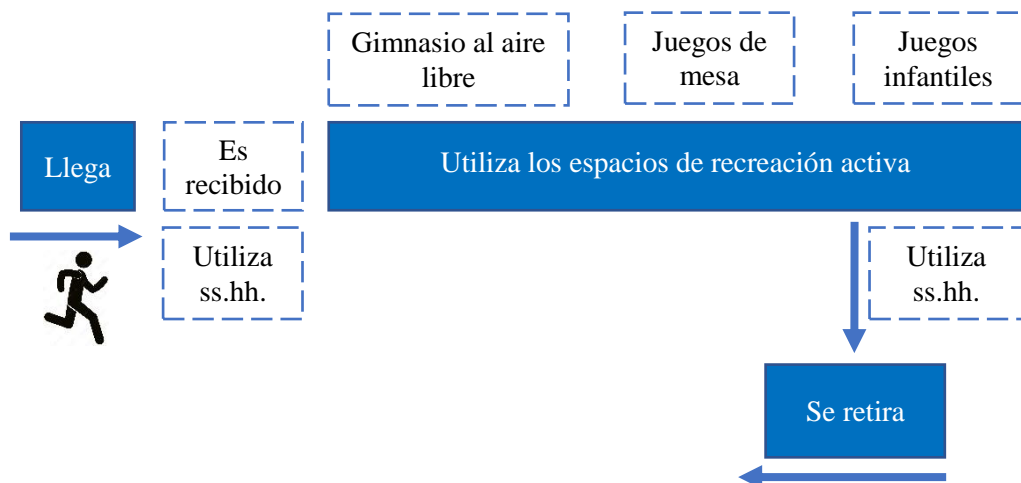 Gimnasio al aire
libre
Juegos de
mesa
Juegos
infantiles
Llega
Es
recibido
Utiliza los espacios de recreación activa
Utiliza
ss.hh.
Utiliza
ss.hh.
Se retira